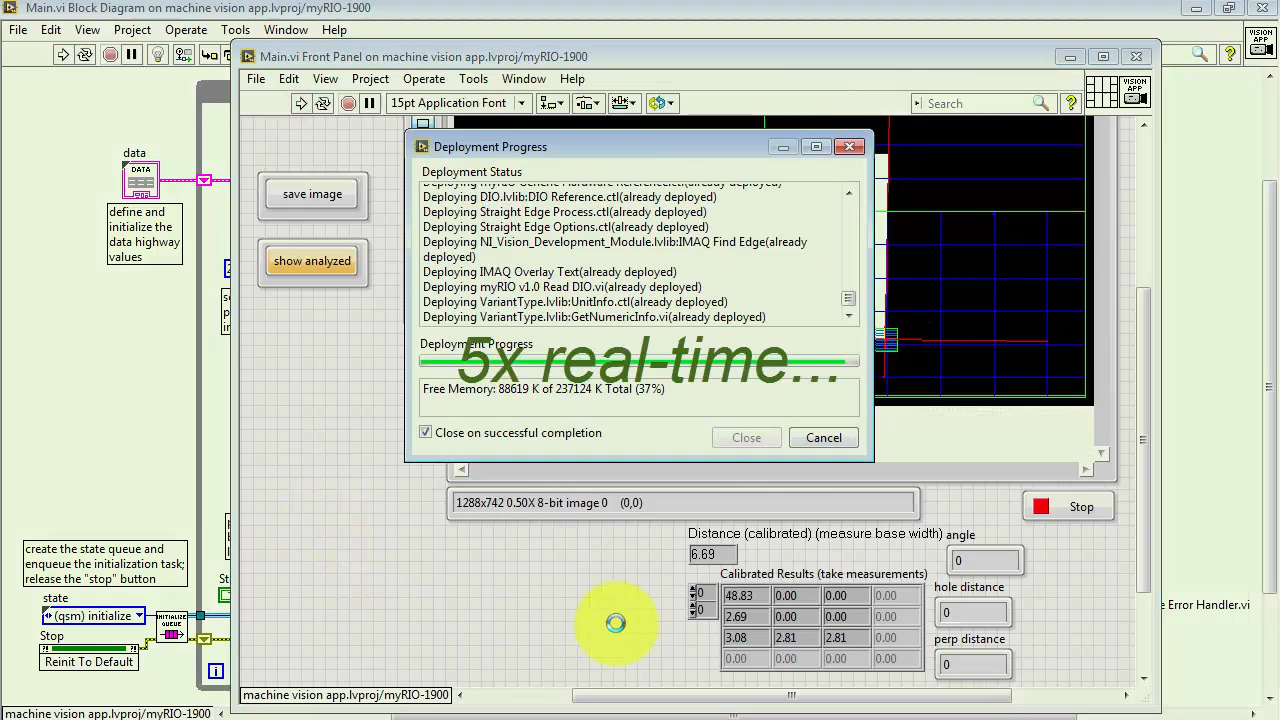 Main.vi Block Diagram on machine vision app.lvproj/myRIO-1900
File Edit View Project Operate Tools Window Help
VISION APP
Main.vi Front Panel on machine vision app.lvproj/myRIO-1900
File Edit View Project Operate Tools Window Help
15pt Application Font
Search
VISION APP
data
DATA
define and
initialize the
data highway
values
save image
show analyzed
Deployment Progress
Deployment Status
Deploying DIO.lvlib:DIO Reference.ctl(already deployed)
Deploying Straight Edge Process.ctl(already deployed)
Deploying Straight Edge Options.ctl(already deployed)
Deploying NI_Vision_Development_Module.lvlib:IMAQ Find Edge(already
deployed)
Deploying IMAQ Overlay Text(already deployed)
Deploying myRIO v1.0 Read DIO.vi(already deployed)
Deploying VariantType.lvlib:UnitInfo.ctl(already deployed)
Deploying VariantType.lvlib:GetNumericInfo.vi(already deployed)
Deployment Progress
5x real-time...
Free Memory: 88619 K of 237124 K Total (37%)
Close on successful completion
Close
Cancel
1288x742 0.50X 8-bit image 0 (0,0)
Stop
Distance (calibrated) (measure base width)
6.69
angle
0
Calibrated Results (take measurements)
0
0
48.83 0.00 0.00 0.00
2.69 0.00 0.00 0.00
3.08 2.81 2.81 0.00
0.00 0.00 0.00 0.00
hole distance
0
perp distance
0
create the state queue and
enqueue the initialization task;
release the "stop" button
state
(qsm) initialize
INITIALIZE
QUEUE
Stop
Reinit To Default
i
e Error Handler.vi
machine vision app.lvproj/myRIO-1900
machine vision app.lvproj/myRIO-1900